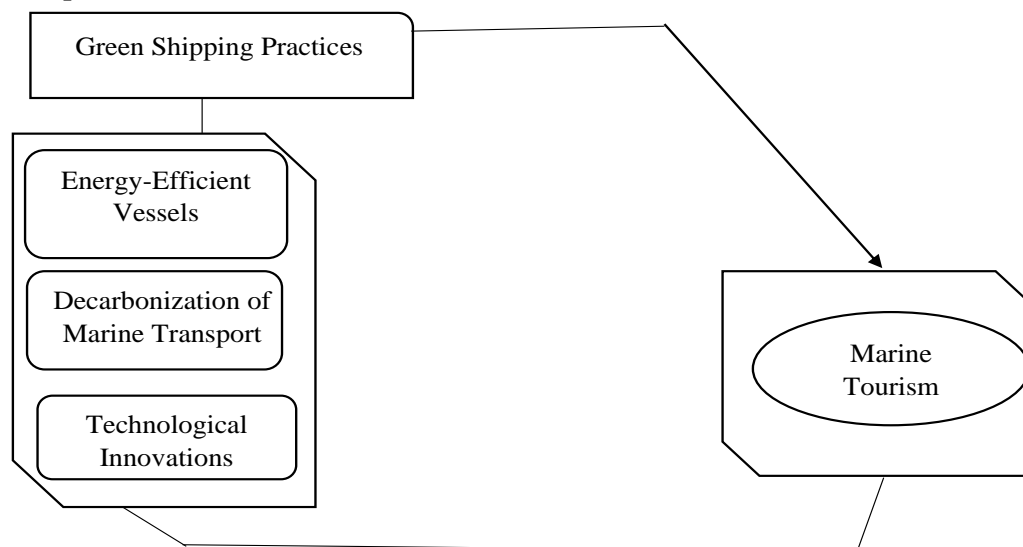 Green Shipping Practices
Energy-Efficient
Vessels
Decarbonization of
Marine Transport
Technological
Innovations
Marine
Tourism